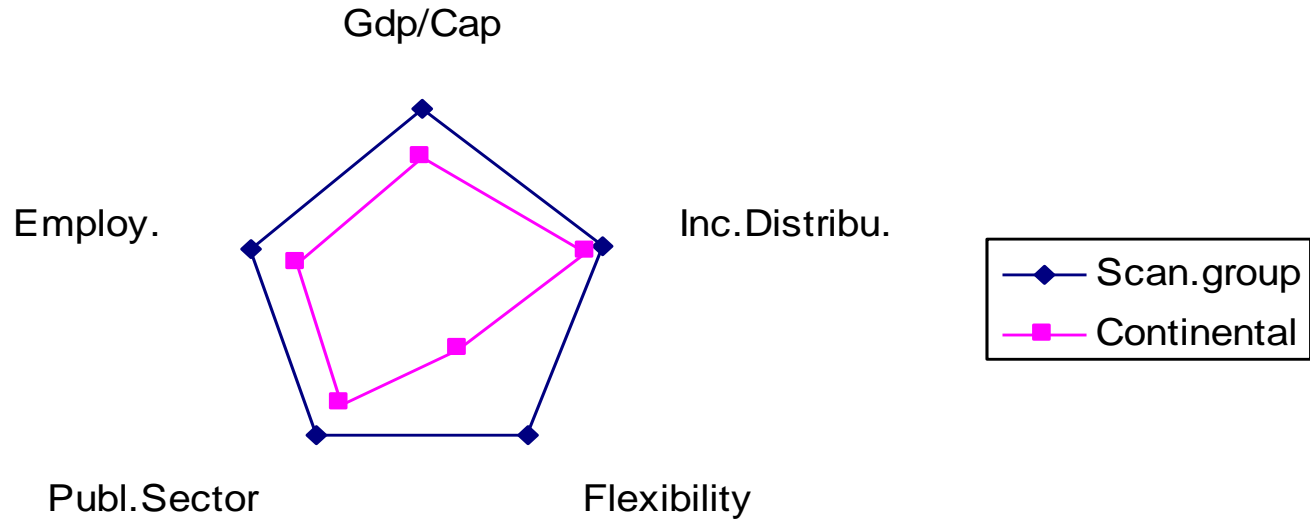 Gdp/Cap
Employ.
Inc.Distribu.
Scan.group
Continental
Publ.Sector
Flexibility